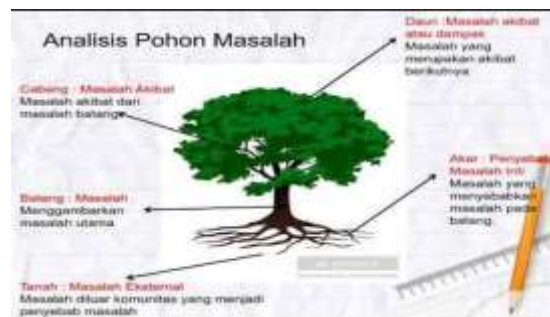 Analisis Pohon Masalah
Daun :Masalah akibat
atau dampak
Masalah yang
merupakan akibat
berikutnya
Cabang : Masalah Akibat
Masalah akibat dari
masalah batang
Akar : Penyebab
Masalah Inti
Masalah yang
menyebabkan
masalah pada
batang.
Batang : Masalah
Menggambarkan
masalah utama
Tanah : Masalah Eksternal
Masalah diluar komunitas yang menjadi
penyebab masalah